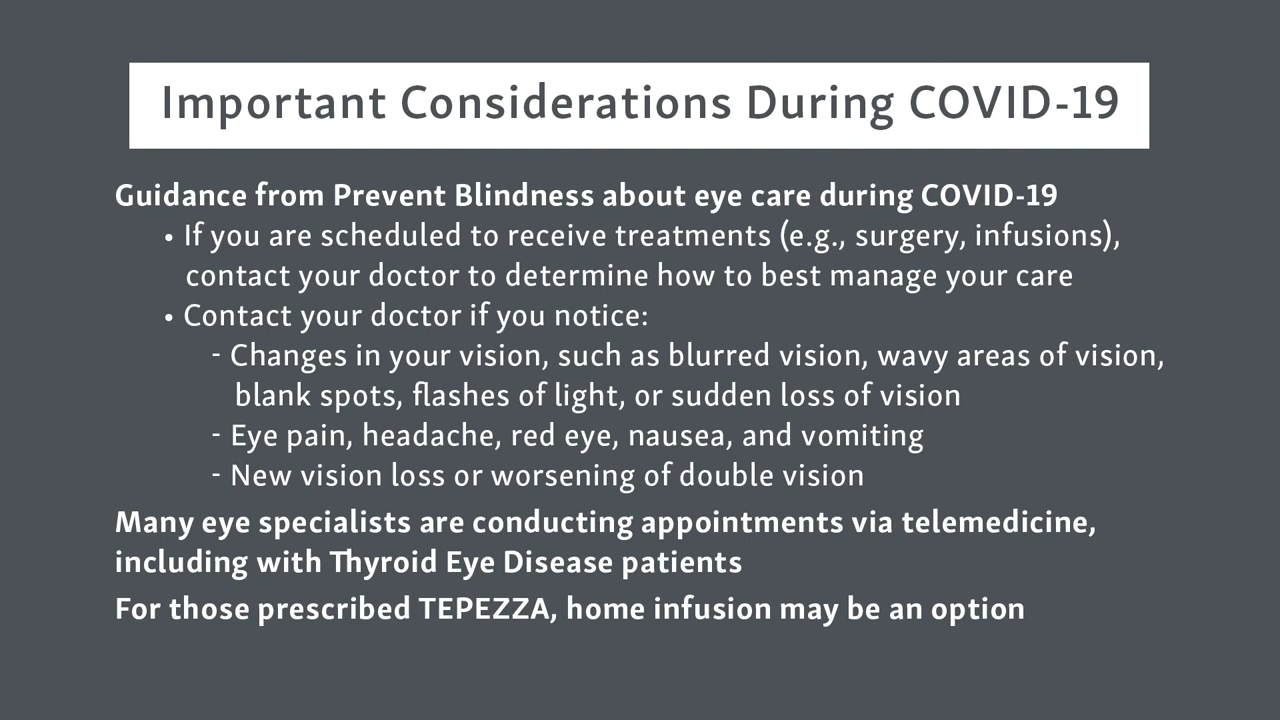 Important Considerations During COVID-19
Guidance from Prevent Blindness about eye care during COVID-19
• If you are scheduled to receive treatments (e.g., surgery, infusions),
contact your doctor to determine how to best manage your care
• Contact your doctor if you notice:
- Changes in your vision, such as blurred vision, wavy areas of vision,
blank spots, flashes of light, or sudden loss of vision
- Eye pain, headache, red eye, nausea, and vomiting
- New vision loss or worsening of double vision
Many eye specialists are conducting appointments via telemedicine,
including with Thyroid Eye Disease patients
For those prescribed TEPEZZA, home infusion may be an option